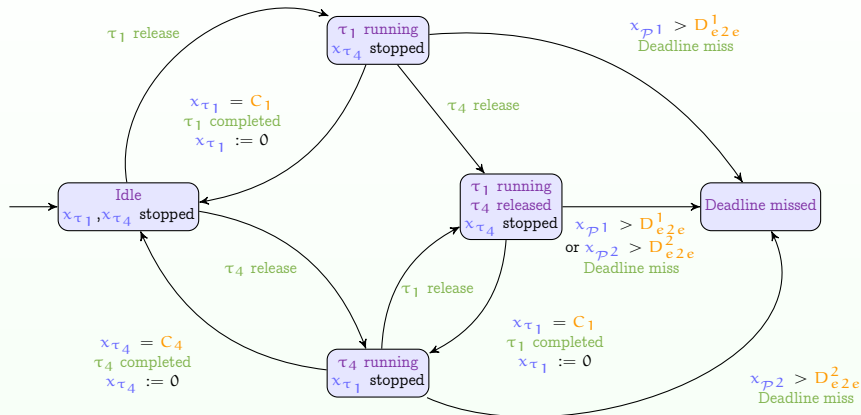 τ1 release
τ1 running
xτ4 stopped
x𝒫1 > D1e2e
Deadline miss
xτ1 = C1
τ1 completed
xτ1 := 0
τ4 release
Idle
xτ1,xτ4 stopped
τ1 running
τ4 released
xτ4 stopped
Deadline missed
x𝒫1 > D1e2e
or x𝒫2 > D2e2e
Deadline miss
τ4 release
τ1 release
xτ4 = C4
τ4 completed
xτ4 := 0
τ4 running
xτ1 stopped
xτ1 = C1
τ1 completed
xτ1 := 0
x𝒫2 > D2e2e
Deadline miss